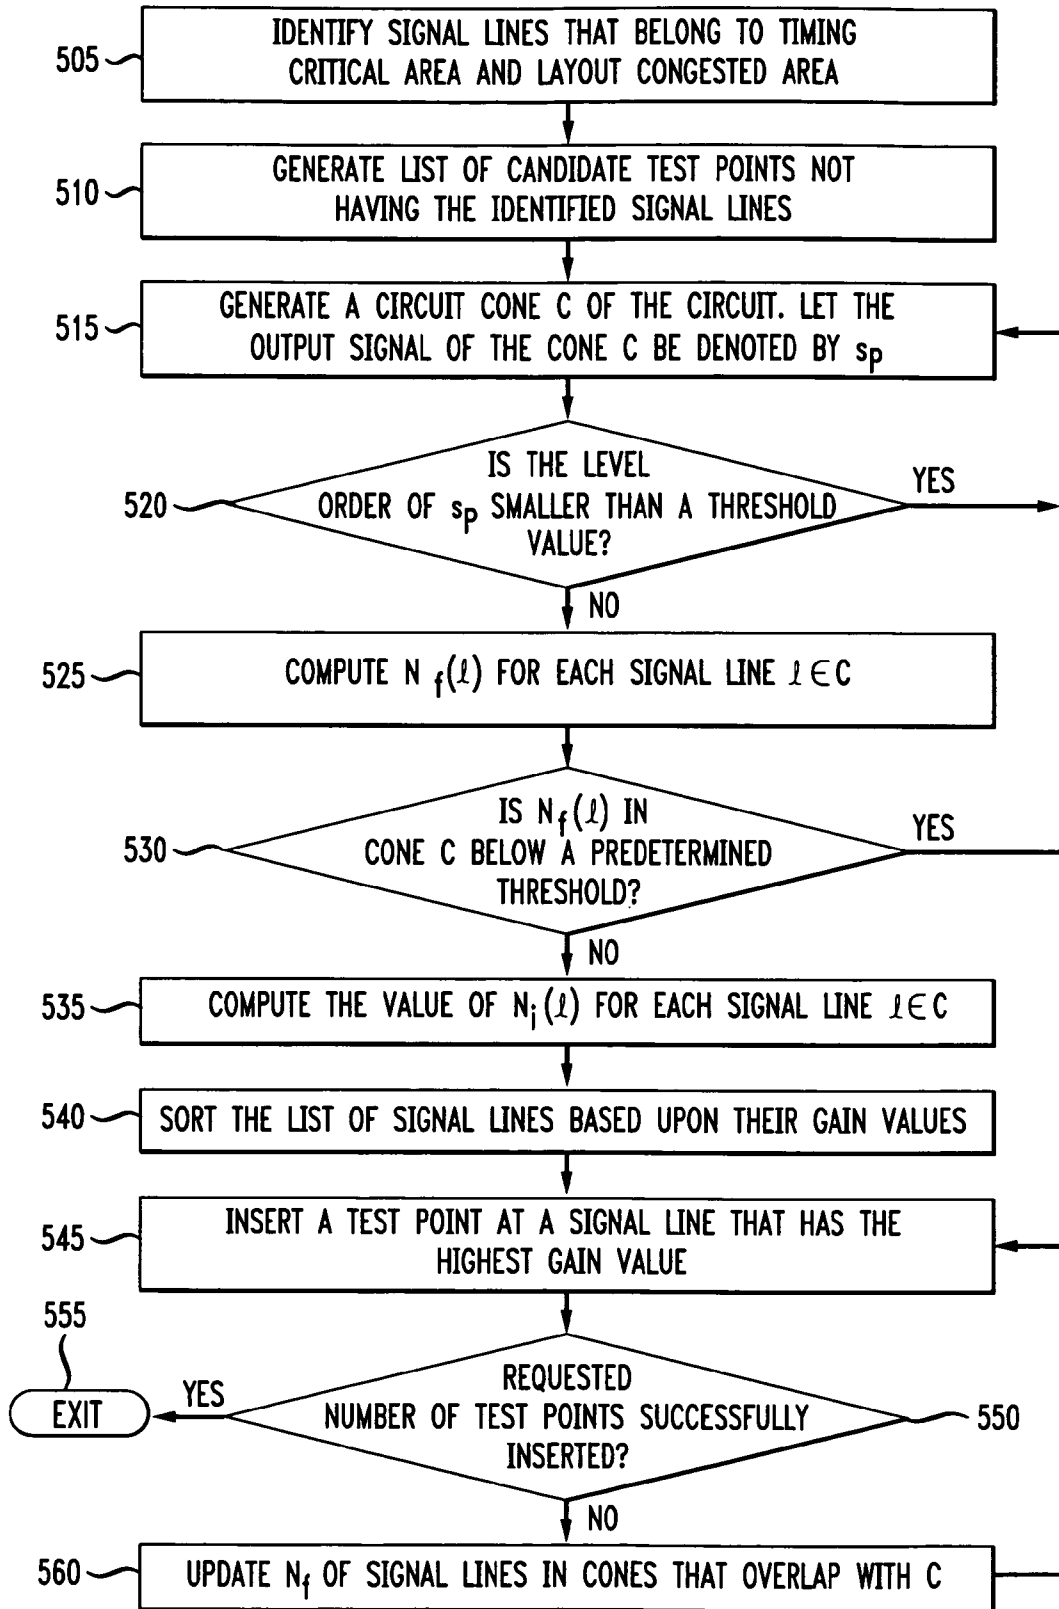 505
IDENTIFY SIGNAL LINES THAT BELONG TO TIMING
CRITICAL AREA AND LAYOUT CONGESTED AREA
510
GENERATE LIST OF CANDIDATE TEST POINTS NOT
HAVING THE IDENTIFIED SIGNAL LINES
515
GENERATE A CIRCUIT CONE C OF THE CIRCUIT. LET THE
OUTPUT SIGNAL OF THE CONE C BE DENOTED BY sp
520
IS THE LEVEL
ORDER OF sp SMALLER THAN A THRESHOLD
VALUE?
YES
NO
525
COMPUTE N f(ℓ) FOR EACH SIGNAL LINE ℓ ∈ C
530
IS Nf(ℓ) IN
CONE C BELOW A PREDETERMINED
THRESHOLD?
YES
NO
535
COMPUTE THE VALUE OF Ni(ℓ) FOR EACH SIGNAL LINE ℓ∈C
540
SORT THE LIST OF SIGNAL LINES BASED UPON THEIR GAIN VALUES
545
INSERT A TEST POINT AT A SIGNAL LINE THAT HAS THE
HIGHEST GAIN VALUE
555
EXIT
YES
REQUESTED
NUMBER OF TEST POINTS SUCCESSFULLY
INSERTED?
550
NO
560
UPDATE Nf OF SIGNAL LINES IN CONES THAT OVERLAP WITH C